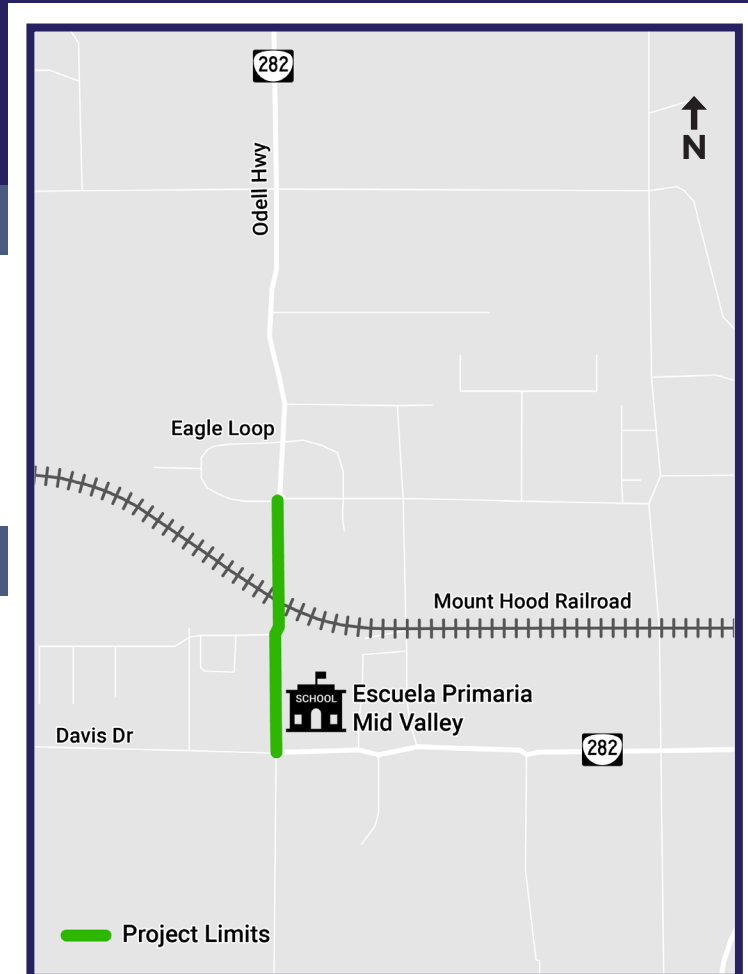 282
N
Odell Hwy
Eagle Loop
Mount Hood Railroad
SCHOOL
Escuela Primaria
Mid Valley
Davis Dr
282
Project Limits